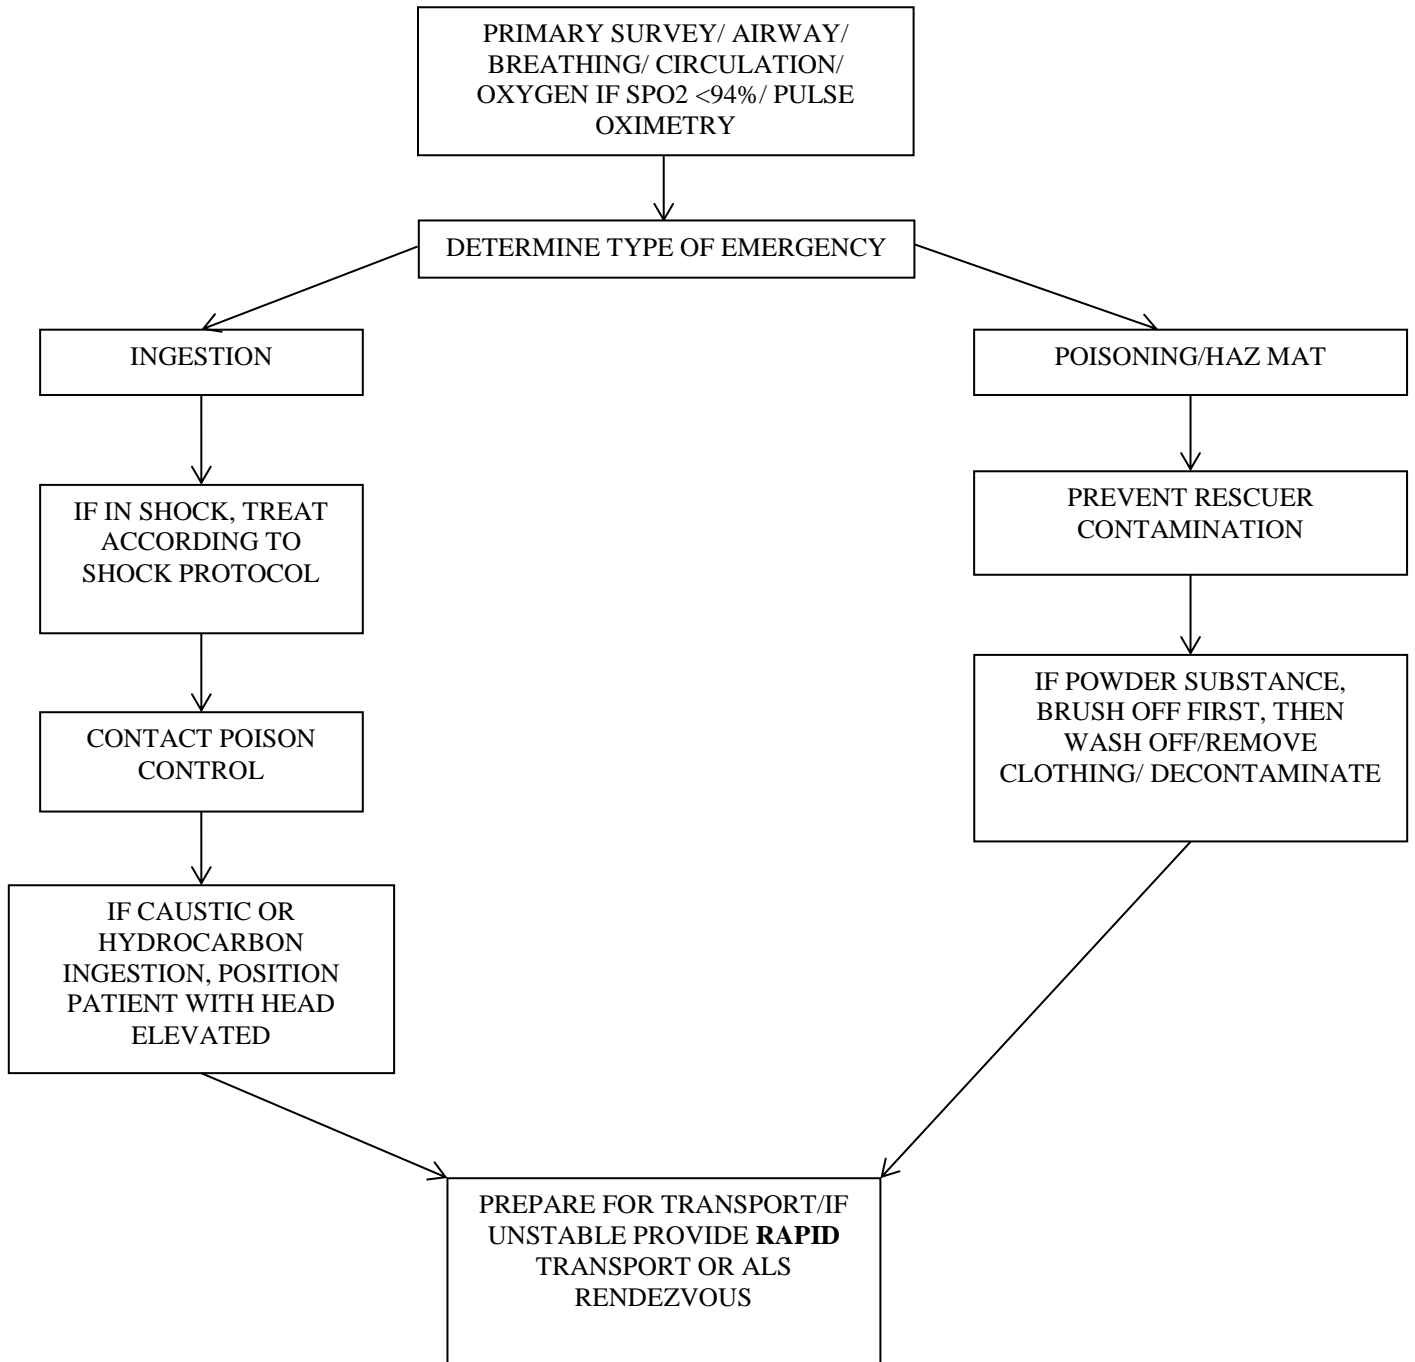 PRIMARY SURVEY/ AIRWAY/
BREATHING/ CIRCULATION/
OXYGEN IF SPO2 <94%/ PULSE
OXIMETRY
DETERMINE TYPE OF EMERGENCY
INGESTION
IF IN SHOCK, TREAT
ACCORDING TO
SHOCK PROTOCOL
CONTACT POISON
CONTROL
IF CAUSTIC OR
HYDROCARBON
INGESTION, POSITION
PATIENT WITH HEAD
ELEVATED
POISONING/HAZ MAT
PREVENT RESCUER
CONTAMINATION
IF POWDER SUBSTANCE,
BRUSH OFF FIRST, THEN
WASH OFF/REMOVE
CLOTHING/ DECONTAMINATE
PREPARE FOR TRANSPORT/IF
UNSTABLE PROVIDE RAPID
TRANSPORT OR ALS
RENDEZVOUS